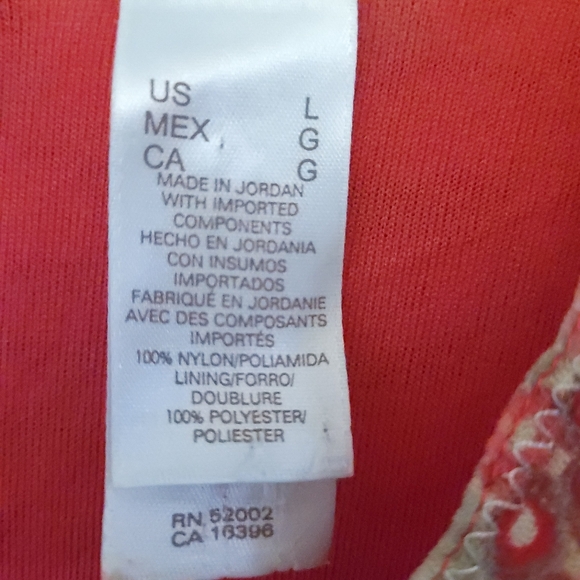 US L
MEX G
CA G
MADE IN JORDAN
WITH IMPORTED
COMPONENTS
HECHO EN JORDANIA
CON INSUMOS
IMPORTADOS
FABRIQUÉ EN JORDANIE
AVEC DES COMPOSANTS
IMPORTÉS
100% NYLON/POLIAMIDA
LINING/FORRO/
DOUBLURE
100% POLYESTER/
POLIESTER
RN 52002
CA 16396